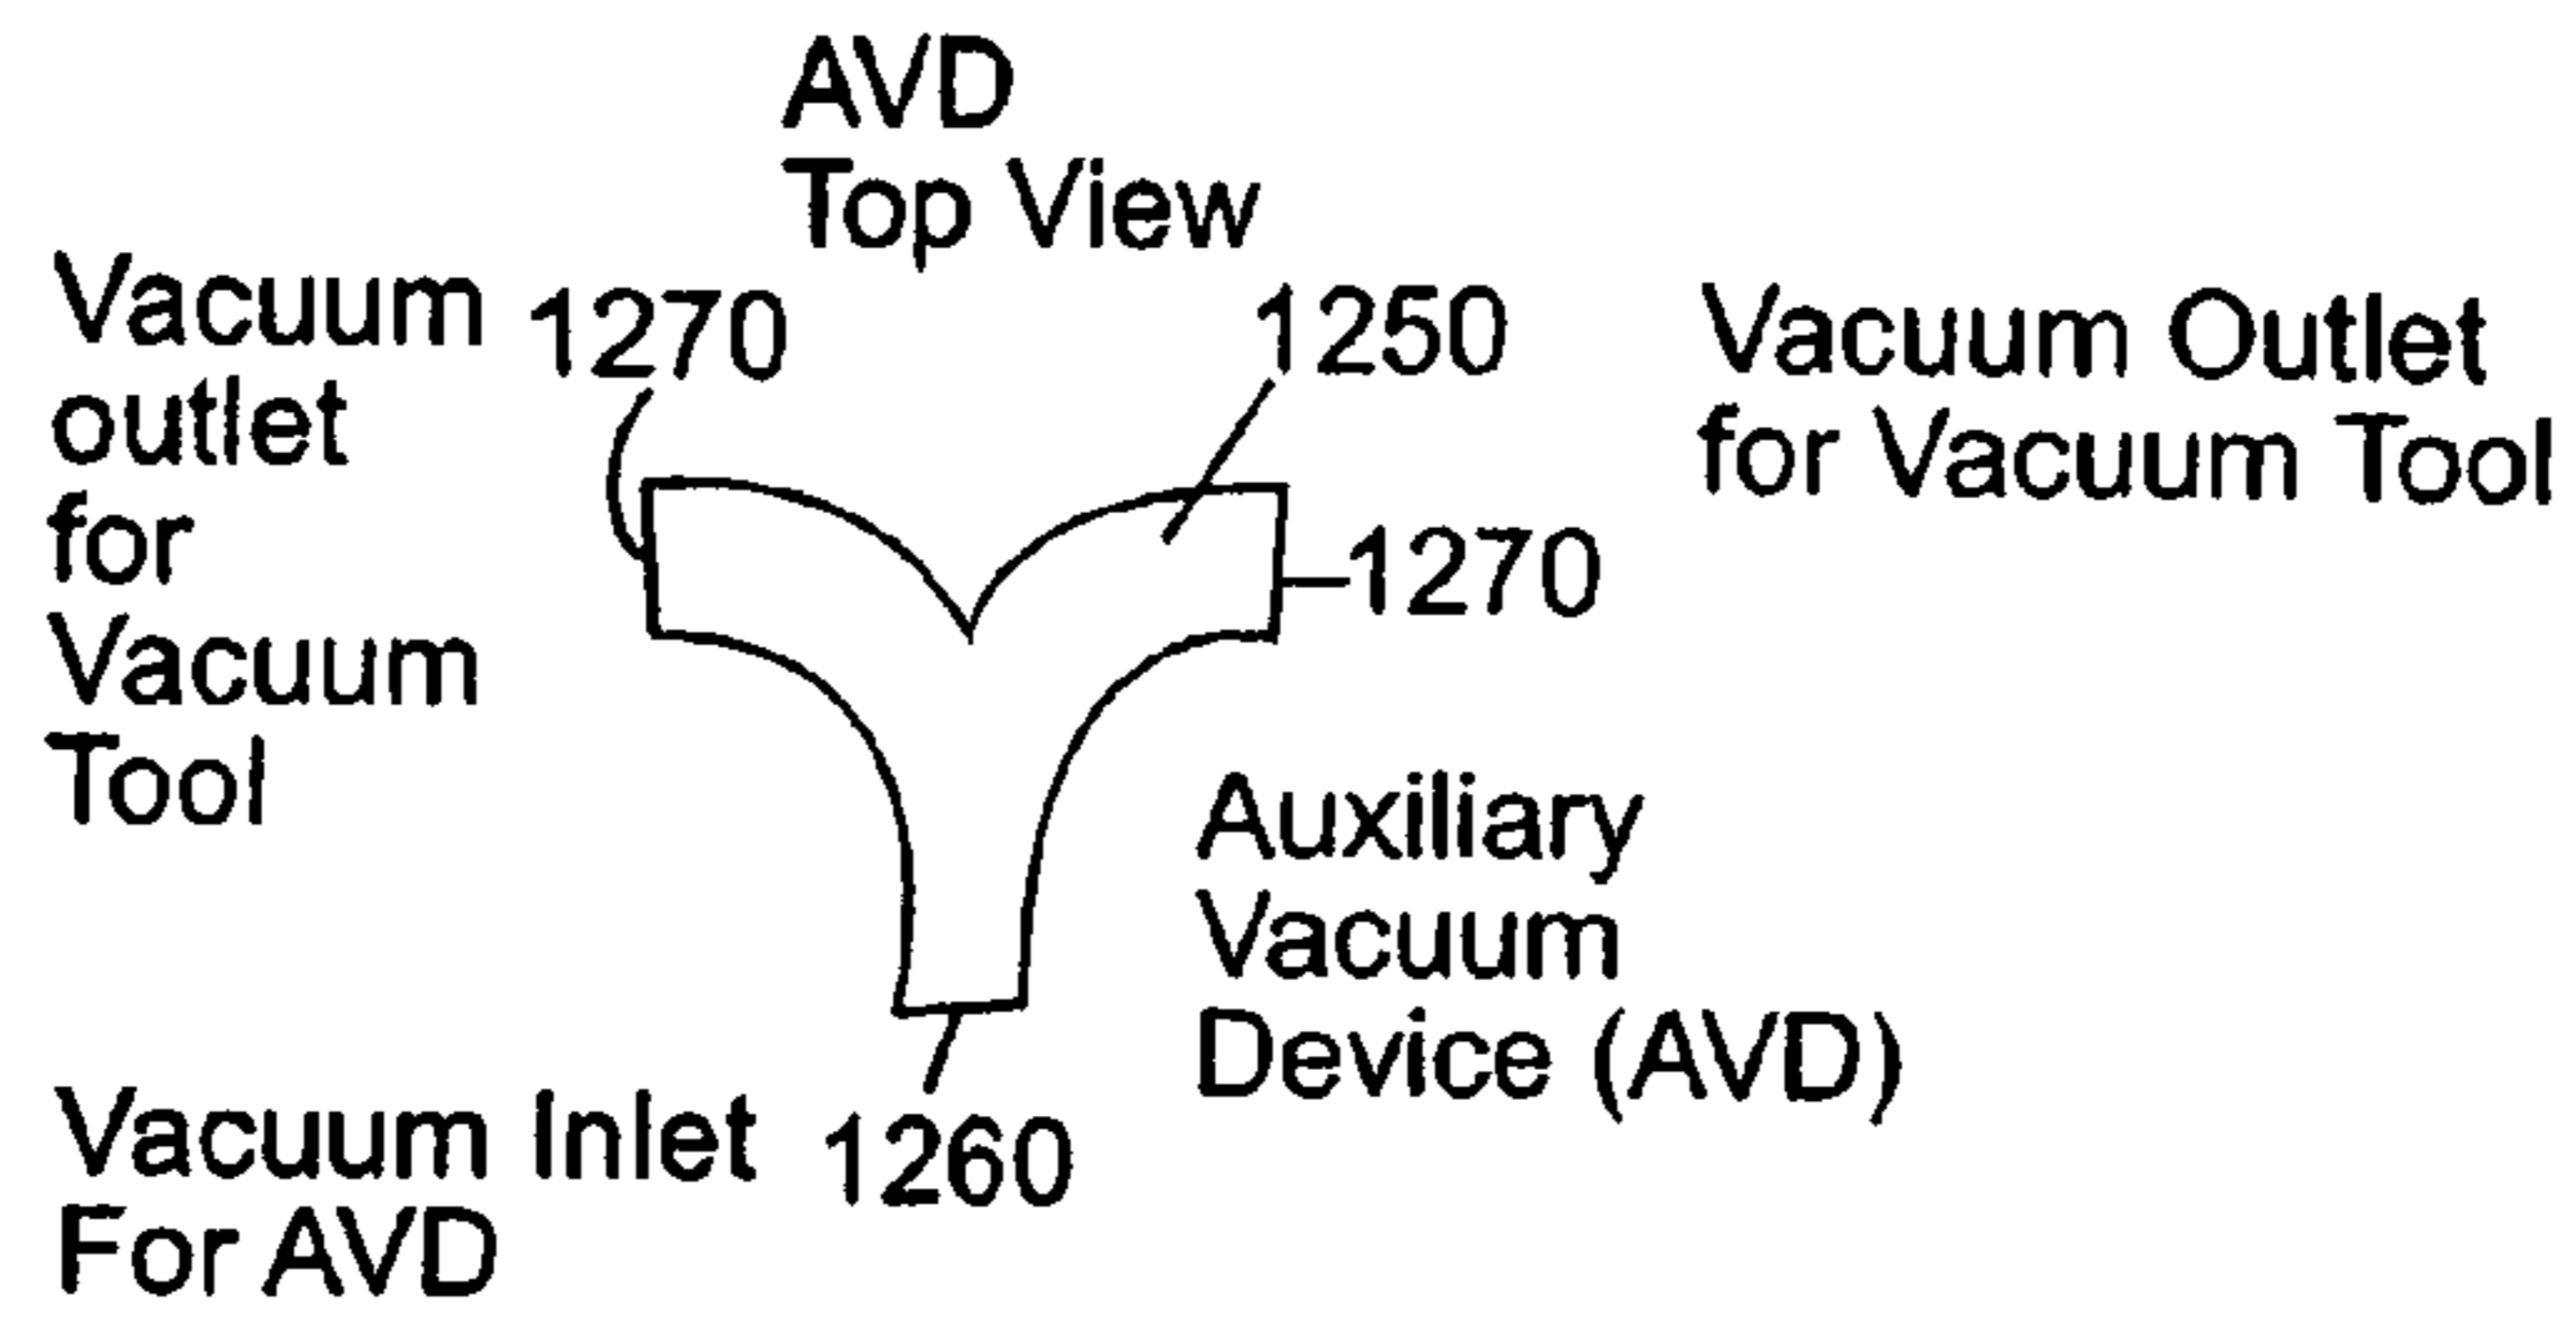 AVD
Top View
Vacuum
outlet
for
Vacuum
Tool
1270
1250
Vacuum Outlet
for Vacuum Tool
1270
Auxiliary
Vacuum
Device (AVD)
Vacuum Inlet
For AVD
1260